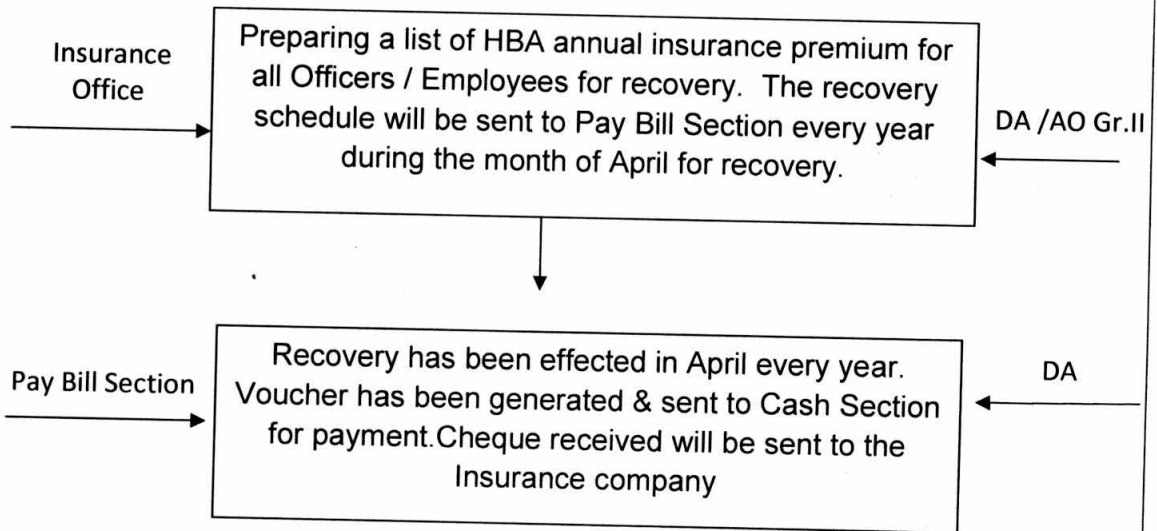 Insurance
Office
Preparing a list of HBA annual insurance premium for
all Officers / Employees for recovery. The recovery
schedule will be sent to Pay Bill Section every year
during the month of April for recovery.
DA /AO Gr.II
Pay Bill Section
Recovery has been effected in April every year.
Voucher has been generated & sent to Cash Section
for payment.Cheque received will be sent to the
Insurance company
DA